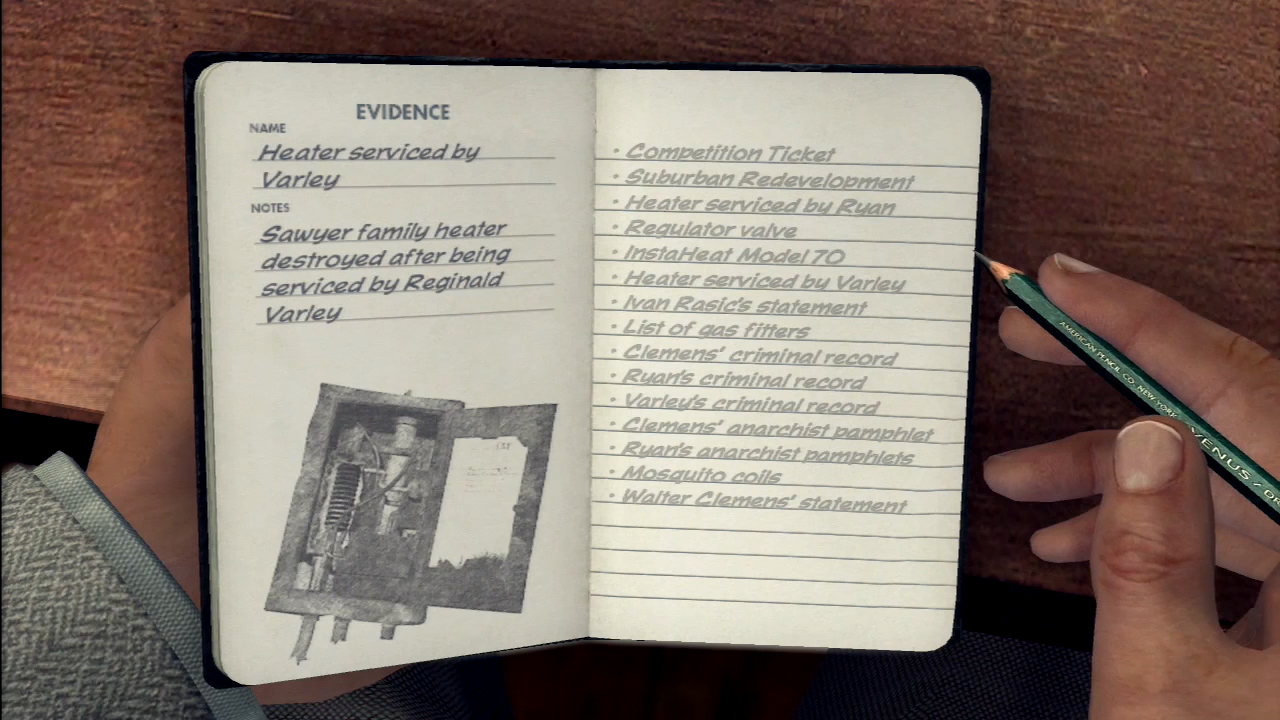 EVIDENCE
NAME
Heater serviced by
Varley
NOTES
Sawyer family heater
destroyed after being
serviced by Reginald
Varley
• Competition Ticket
• Suburban Redevelopment
• Heater serviced by Ryan
• Regulator valve
• InstaHeat Model 70
• Heater serviced by Varley
• Ivan Rasic's statement
• List of gas fitters
• Clemens' criminal record
• Ryan's criminal record
• Varley's criminal record
• Clemens' anarchist pamphlet
• Ryan's anarchist pamphlets
• Mosquito coils
• Walter Clemens' statement
AMERICAN PENCIL CO. NEW YORK
VENUS / DR